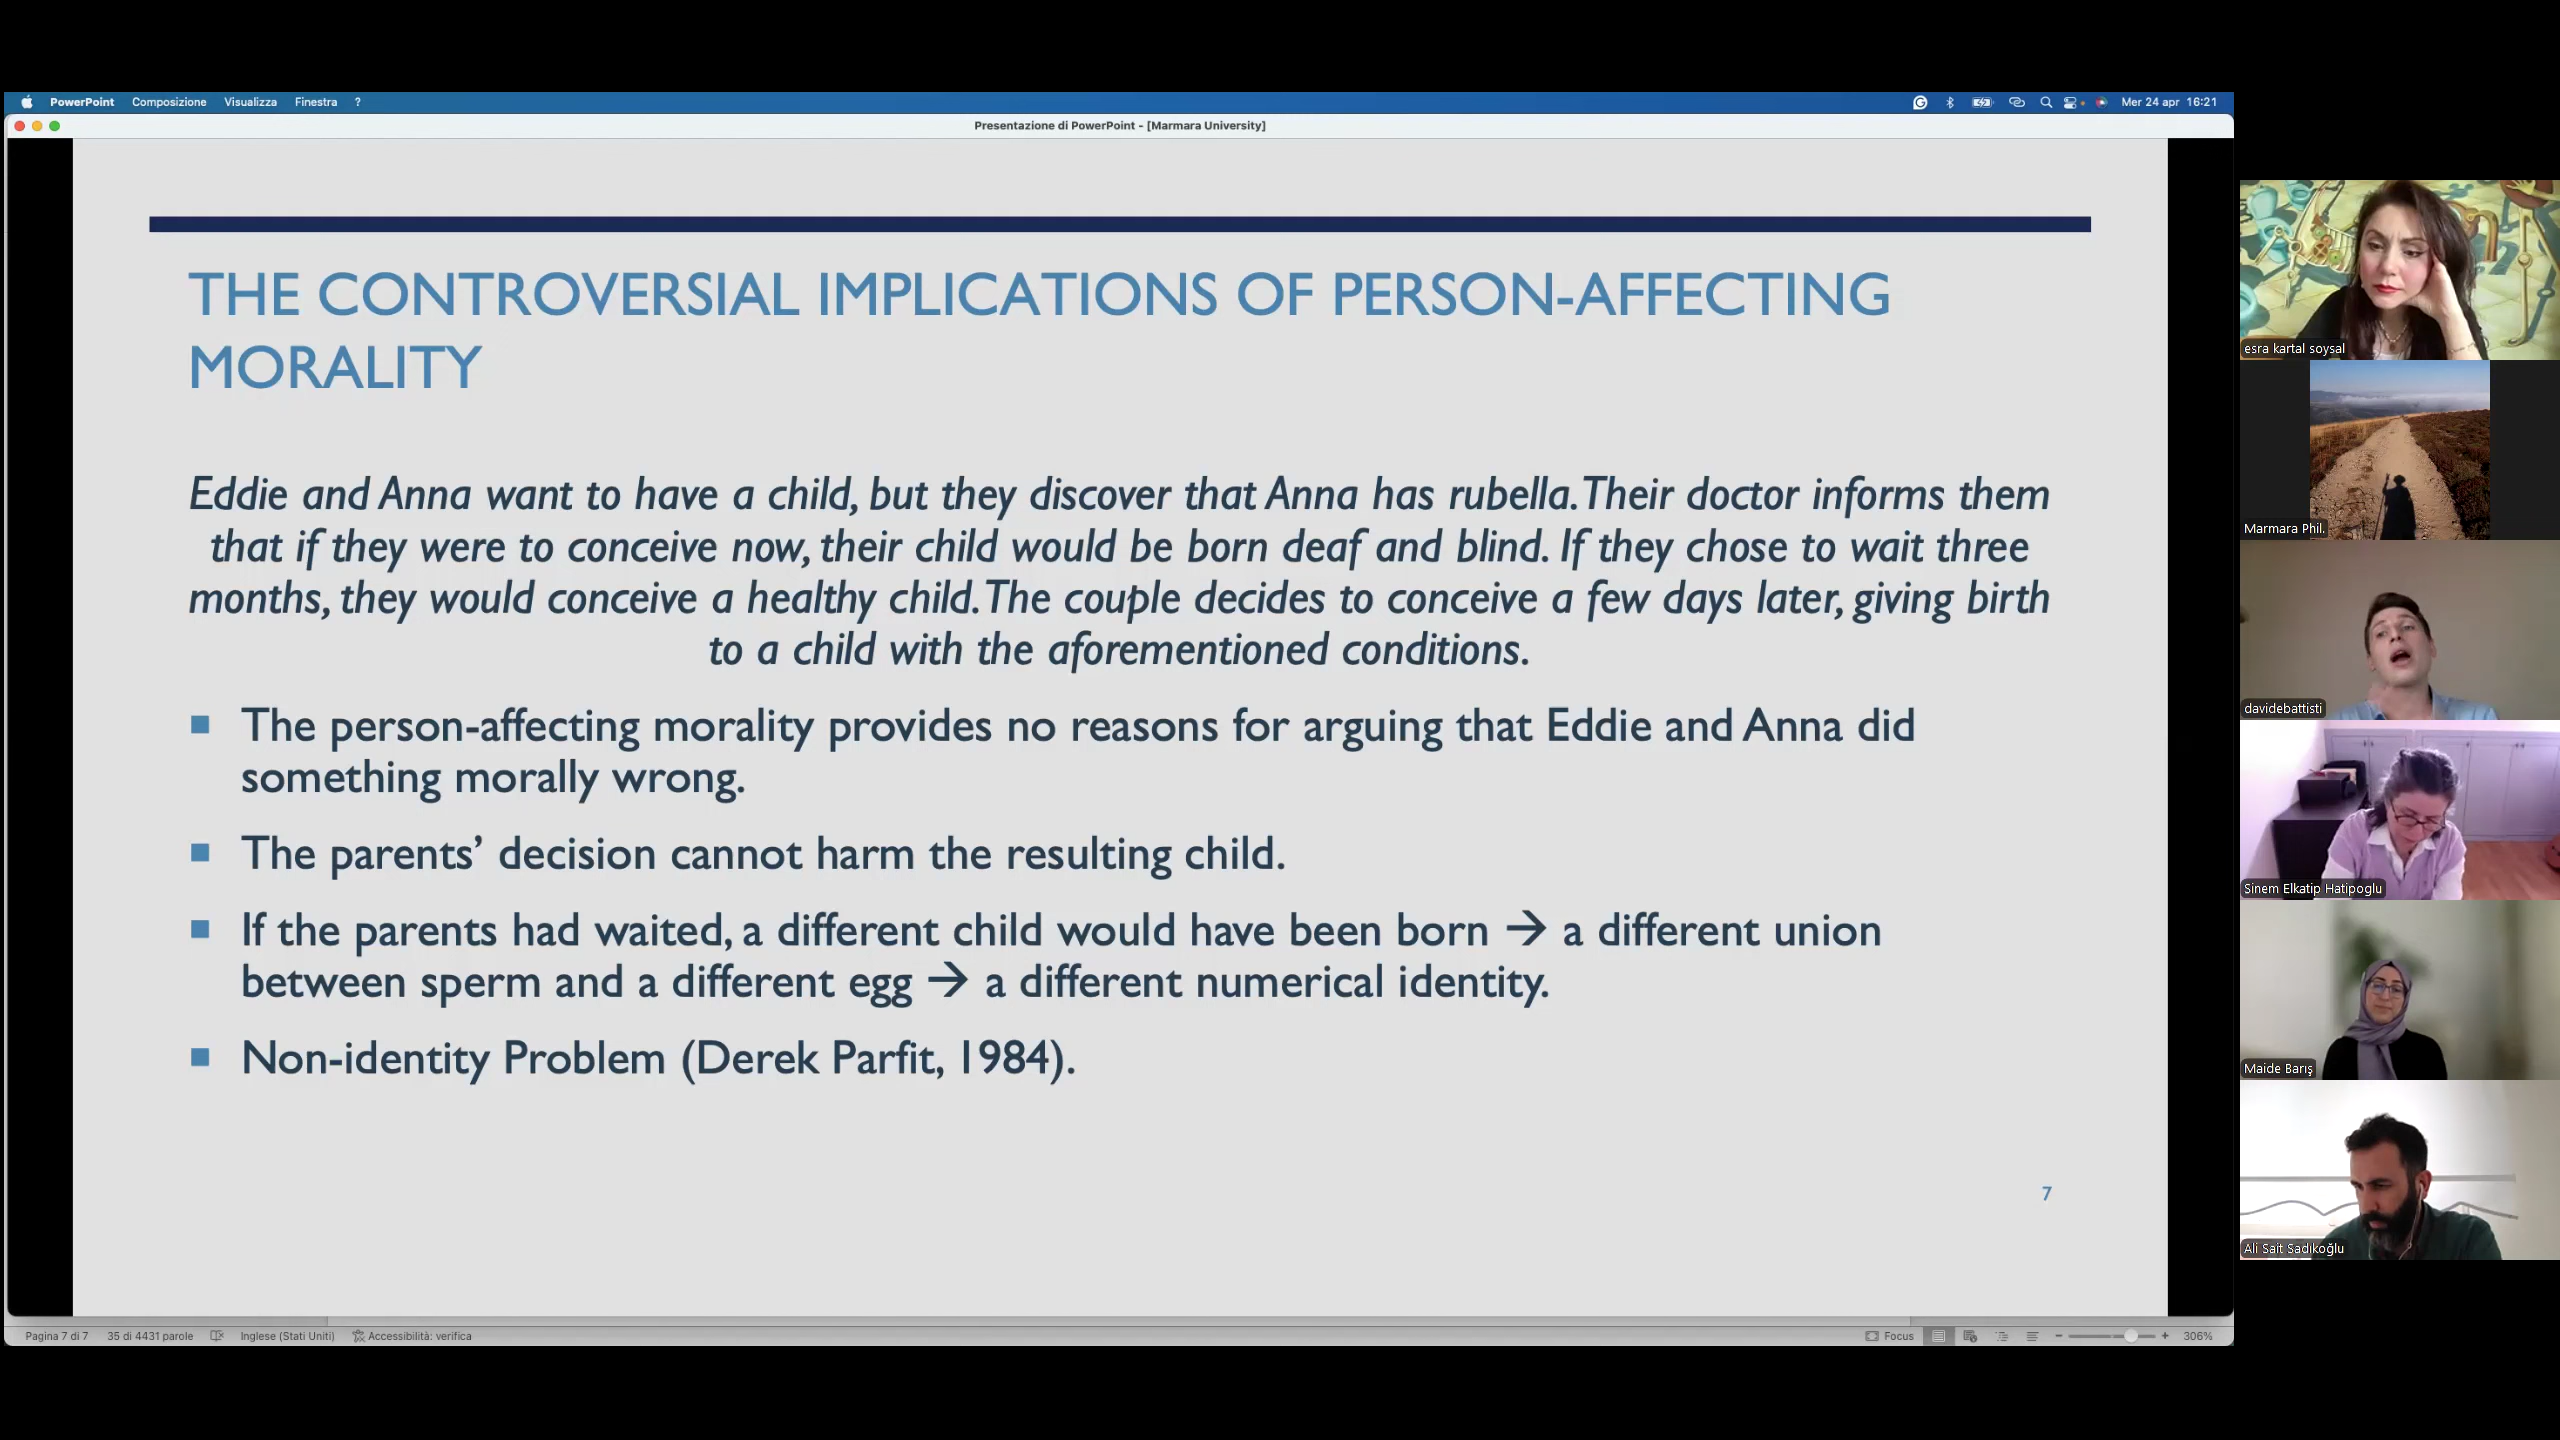 PowerPoint Composizione Visualizza Finestra ?
Mer 24 apr 16:21
Presentazione di PowerPoint - [Marmara University]
THE CONTROVERSIAL IMPLICATIONS OF PERSON-AFFECTING
MORALITY
Eddie and Anna want to have a child, but they discover that Anna has rubella. Their doctor informs them
that if they were to conceive now, their child would be born deaf and blind. If they chose to wait three
months, they would conceive a healthy child. The couple decides to conceive a few days later, giving birth
to a child with the aforementioned conditions.
■ The person-affecting morality provides no reasons for arguing that Eddie and Anna did
something morally wrong.
■ The parents’ decision cannot harm the resulting child.
■ If the parents had waited, a different child would have been born → a different union
between sperm and a different egg → a different numerical identity.
■ Non-identity Problem (Derek Parfit, 1984).
7
Pagina 7 di 7 35 di 4431 parole Inglese (Stati Uniti) Accessibilità: verifica
Focus − + 306%
esra kartal soysal
Marmara Phil.
davidebattisti
Sinem Elkatip Hatipoglu
Maide Barış
Ali Sait Sadıkoğlu